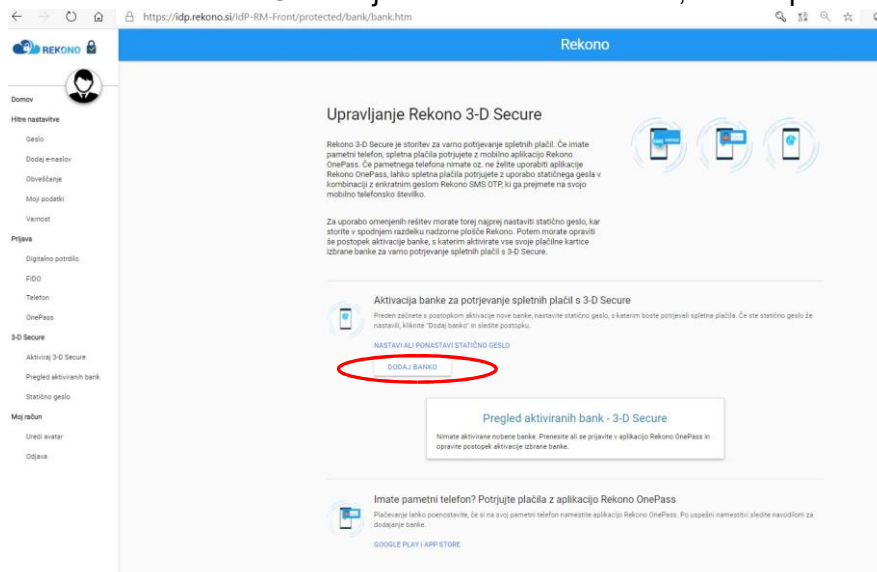 https://idp.rekono.si/IdP-RM-Front/protected/bank/bank.htm
REKONO
Rekono
Domov
Hitre nastavitve
Geslo
Dodaj e-naslov
Obveščanje
Moji podatki
Varnost
Prijava
Digitalno potrdilo
FIDO
Telefon
OnePass
3-D Secure
Aktiviraj 3-D Secure
Pregled aktiviranih bank
Statično geslo
Moj račun
Uredi avatar
Odjava
Upravljanje Rekono 3-D Secure
Rekono 3-D Secure je storitev za varno potrjevanje spletnih plačil. Če imate
pametni telefon, spletna plačila potrjujete z mobilno aplikacijo Rekono
OnePass. Če pametnega telefona nimate oz. ne želite uporabiti aplikacije
Rekono OnePass, lahko spletna plačila potrjujete z uporabo statičnega gesla v
kombinaciji z enkratnim geslom Rekono SMS OTP, ki ga prejmete na svojo
mobilno telefonsko številko.
Za uporabo omenjenih rešitev morate torej najprej nastaviti statično geslo, kar
storite v spodnjem razdelku nadzorne plošče Rekono. Potem morate opraviti
še postopek aktivacije banke, s katerim aktivirate vse svoje plačilne kartice
izbrane banke za varno potrjevanje spletnih plačil s 3-D Secure.
Aktivacija banke za potrjevanje spletnih plačil s 3-D Secure
Preden začnete s postopkom aktivacije nove banke, nastavite statično geslo, s katerim boste potrjevali spletna plačila. Če ste statično geslo že
nastavili, kliknite "Dodaj banko" in sledite postopku.
NASTAVI ALI PONASTAVI STATIČNO GESLO
DODAJ BANKO
Pregled aktiviranih bank - 3-D Secure
Nimate aktivirane nobene banke. Prenesite ali se prijavite v aplikacijo Rekono OnePass in
opravite postopek aktivacije izbrane banke.
Imate pametni telefon? Potrjujte plačila z aplikacijo Rekono OnePass
Plačevanje lahko poenostavite, če si na svoj pametni telefon namestite aplikacijo Rekono OnePass. Po uspešni namestitvi sledite navodilom za
dodajanje banke.
GOOGLE PLAY | APP STORE